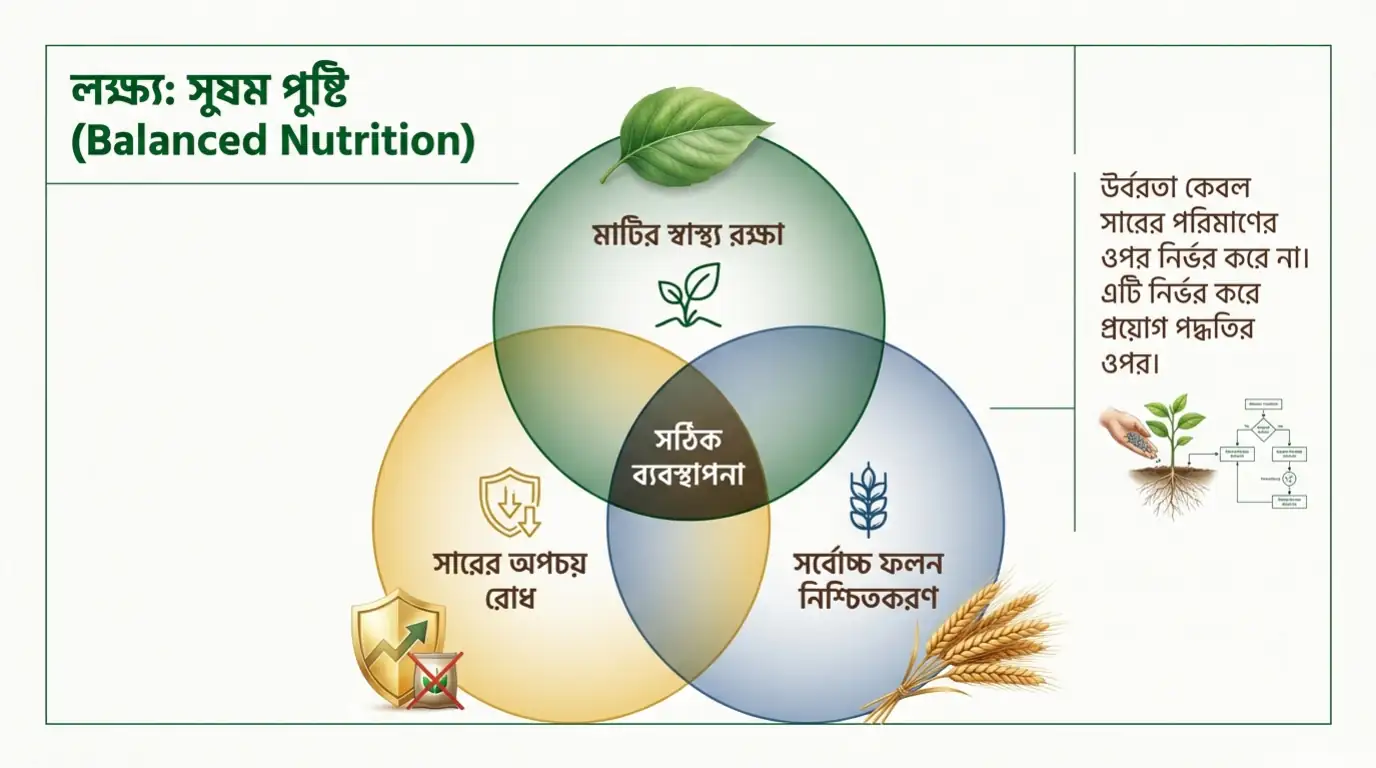 লক্ষ্য: সুষম পুষ্টি
(Balanced Nutrition)
মাটির স্বাস্থ্য রক্ষা
সঠিক
ব্যবস্থাপনা
সারের অপচয়
রোধ
সর্বোচ্চ ফলন
নিশ্চিতকরণ
উর্বরতা কেবল
সারের পরিমাণের
ওপর নির্ভর করে না।
এটি নির্ভর করে
প্রয়োগ পদ্ধতির
ওপর।